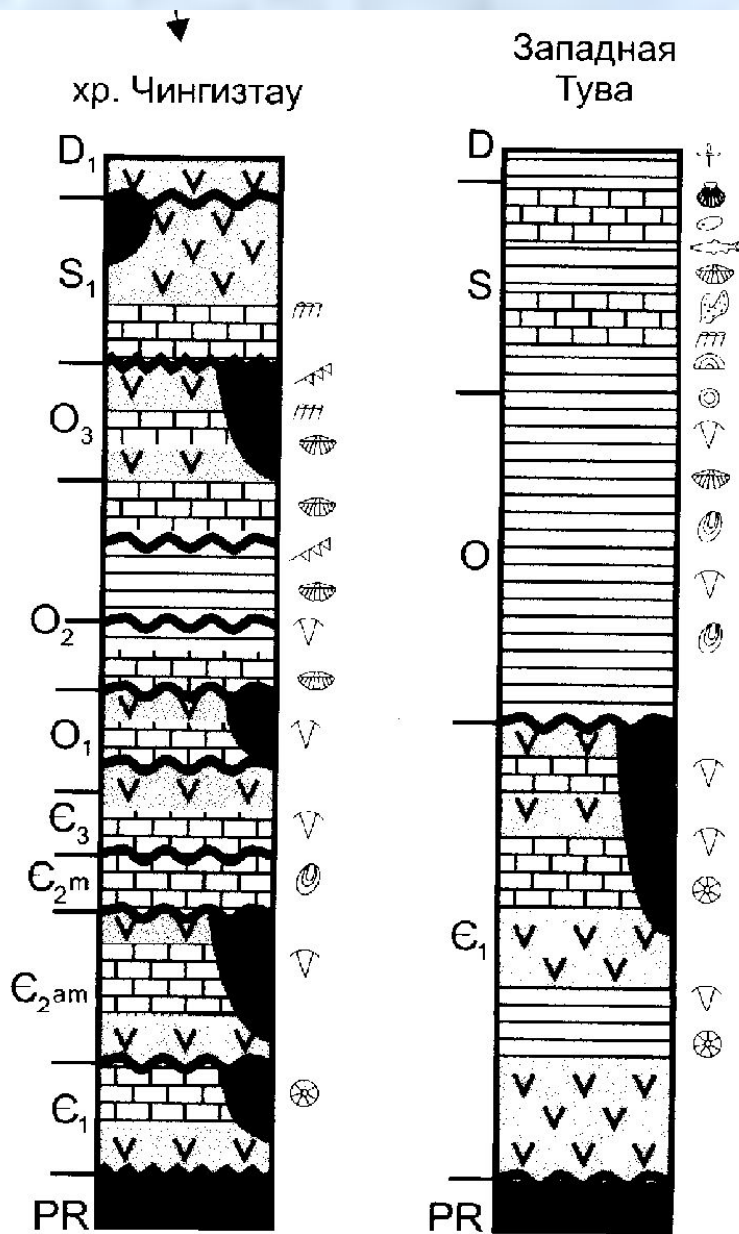 хр. Чингизтау
Западная
Тува
D₁
S₁
O₃
O₂
O₁
Є₃
Є₂m
Є₂am
Є₁
PR
D
S
O
Є₁
PR